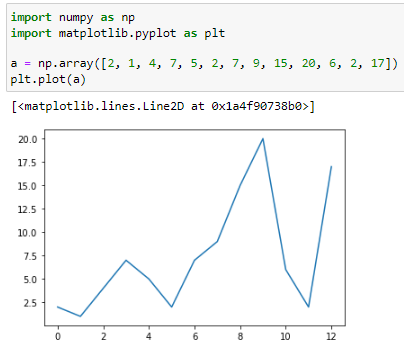 import numpy as np
import matplotlib.pyplot as plt
a = np.array([2, 1, 4, 7, 5, 2, 7, 9, 15, 20, 6, 2, 17])
plt.plot(a)
[<matplotlib.lines.Line2D at 0x1a4f90738b0>]
20.0
17.5
15.0
12.5
10.0
7.5
5.0
2.5
0 2 4 6 8 10 12